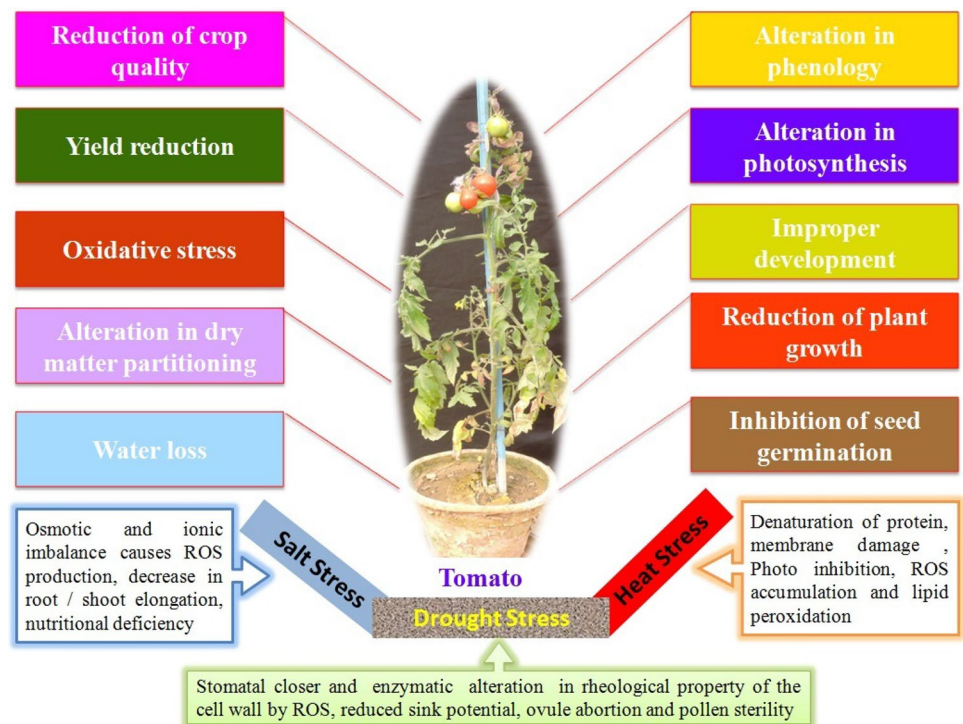 Reduction of crop
quality
Yield reduction
Oxidative stress
Alteration in dry
matter partitioning
Water loss
Alteration in
phenology
Alteration in
photosynthesis
Improper
development
Reduction of plant
growth
Inhibition of seed
germination
Osmotic and ionic
imbalance causes ROS
production, decrease in
root / shoot elongation,
nutritional deficiency
Salt Stress
Tomato
Drought Stress
Heat Stress
Denaturation of protein,
membrane damage ,
Photo inhibition, ROS
accumulation and lipid
peroxidation
Stomatal closer and enzymatic alteration in rheological property of the
cell wall by ROS, reduced sink potential, ovule abortion and pollen sterility